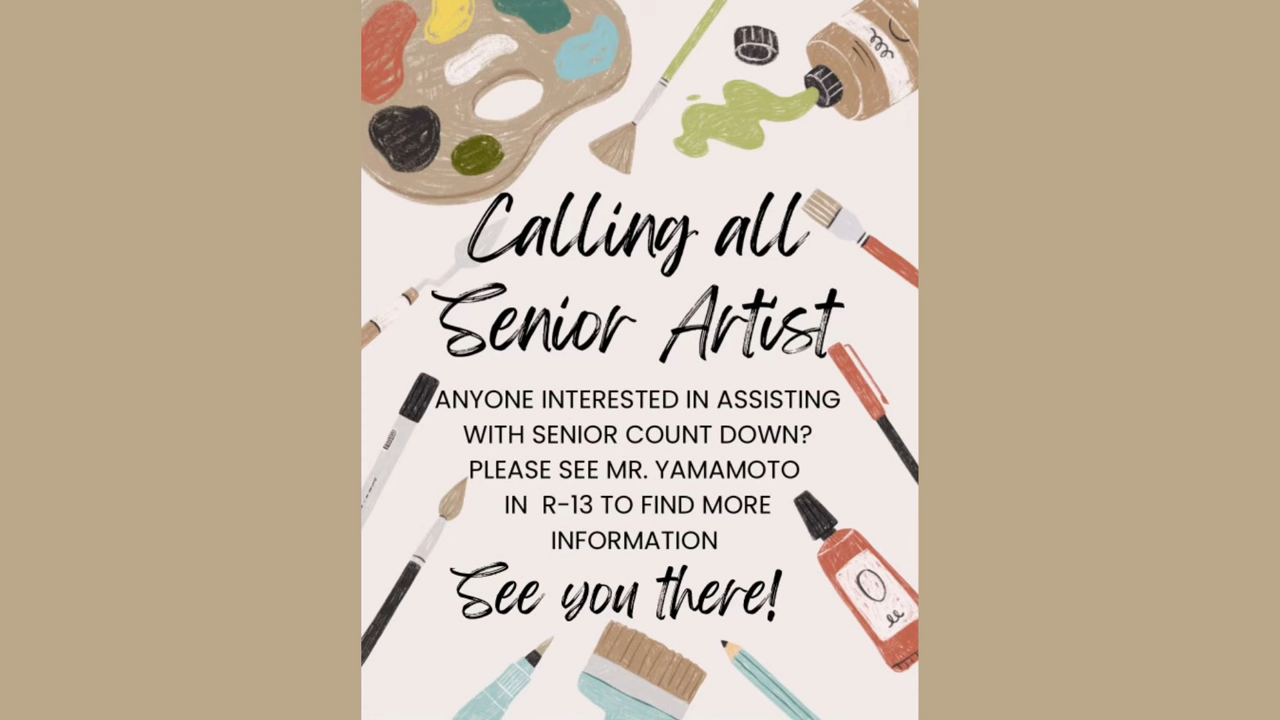 Calling all
Senior Artist
ANYONE INTERESTED IN ASSISTING
WITH SENIOR COUNT DOWN?
PLEASE SEE MR. YAMAMOTO
IN R-13 TO FIND MORE
INFORMATION
See you there!